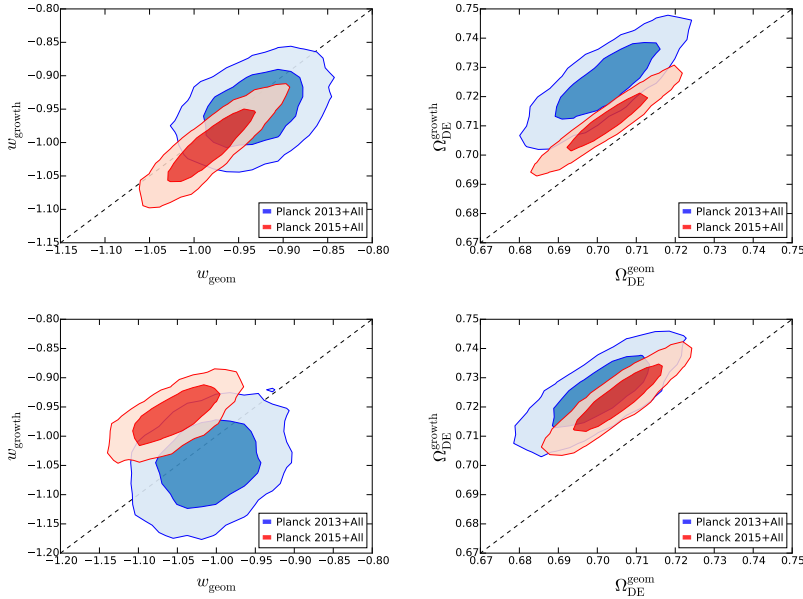 −0.80
−0.85
−0.90
−0.95
−1.00
−1.05
−1.10
−1.15
w_growth
−1.15 −1.10 −1.05 −1.00 −0.95 −0.90 −0.85 −0.80
w_geom
Planck 2013+All
Planck 2015+All
0.75
0.74
0.73
0.72
0.71
0.70
0.69
0.68
0.67
Ω_DE^growth
0.67 0.68 0.69 0.70 0.71 0.72 0.73 0.74 0.75
Ω_DE^geom
Planck 2013+All
Planck 2015+All
−0.80
−0.85
−0.90
−0.95
−1.00
−1.05
−1.10
−1.15
−1.20
w_growth
−1.20 −1.15 −1.10 −1.05 −1.00 −0.95 −0.90 −0.85 −0.80
w_geom
Planck 2013+All
Planck 2015+All
0.75
0.74
0.73
0.72
0.71
0.70
0.69
0.68
0.67
Ω_DE^growth
0.67 0.68 0.69 0.70 0.71 0.72 0.73 0.74 0.75
Ω_DE^geom
Planck 2013+All
Planck 2015+All